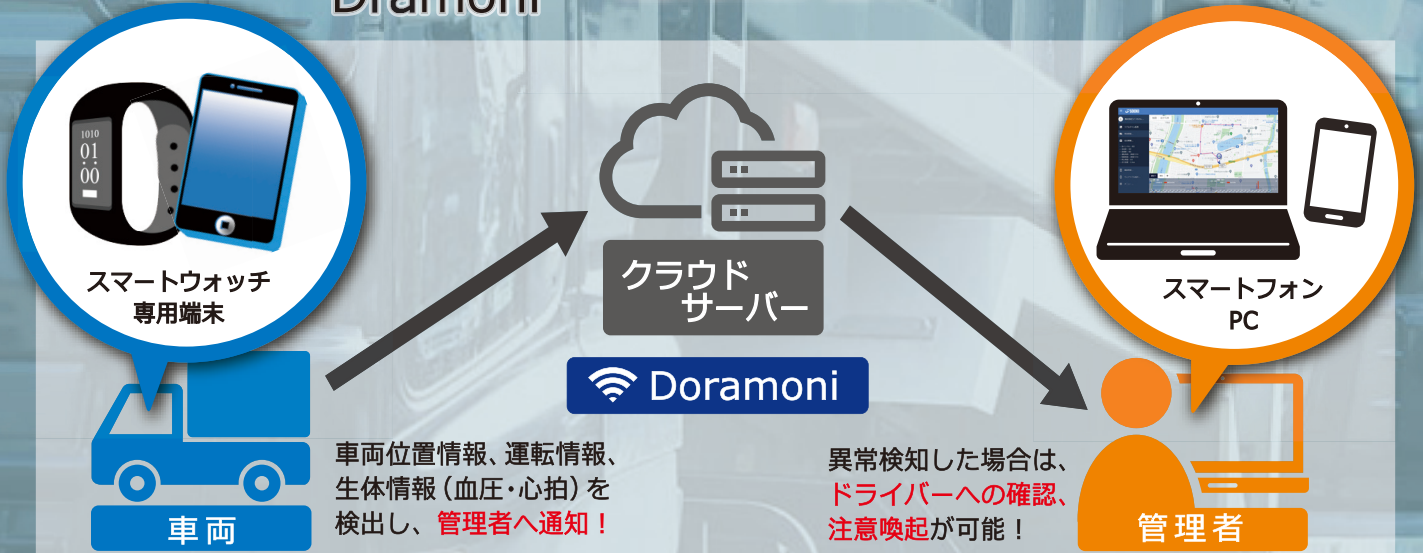 Dramoni
1010
01
00
スマートウォッチ
専用端末
クラウド
サーバー
スマートフォン
PC
Doramoni
車両位置情報、運転情報、
生体情報（血圧・心拍）を
検出し、管理者へ通知！
異常検知した場合は、
ドライバーへの確認、
注意喚起が可能！
車両
管理者